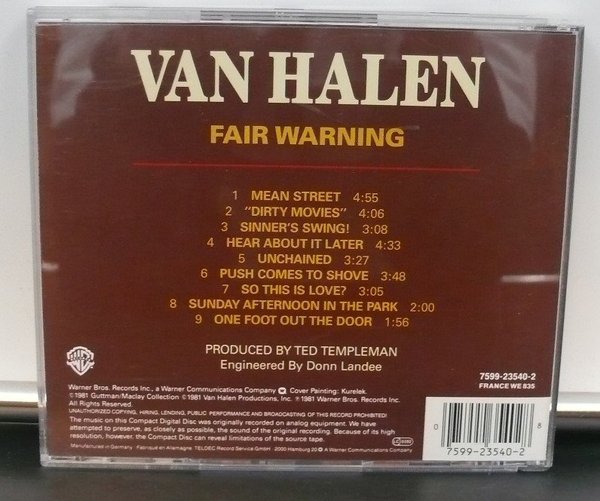 VAN HALEN
FAIR WARNING
1 MEAN STREET 4:55
2 "DIRTY MOVIES" 4:06
3 SINNER'S SWING! 3:08
4 HEAR ABOUT IT LATER 4:33
5 UNCHAINED 3:27
6 PUSH COMES TO SHOVE 3:48
7 SO THIS IS LOVE? 3:05
8 SUNDAY AFTERNOON IN THE PARK 2:00
9 ONE FOOT OUT THE DOOR 1:56
PRODUCED BY TED TEMPLEMAN
Engineered By Donn Landee
7599-23540-2
FRANCE WE 835
Warner Bros. Records Inc., a Warner Communications Company Cover Painting: Kurelek.
©1981 Guttman/Maclay Collection ©1981 Van Halen Productions, Inc. ℗1981 Warner Bros. Records Inc.
All Rights Reserved.
UNAUTHORIZED COPYING, HIRING, LENDING, PUBLIC PERFORMANCE AND BROADCASTING OF THIS RECORD PROHIBITED!
The music on this Compact Digital Disc was originally recorded on analog equipment. We have
attempted to preserve, as closely as possible, the sound of the original recording. Because of its high
resolution, however, the Compact Disc can reveal limitations of the source tape.
Manufactured in Germany · Fabriqué en Allemagne TELDEC Record Service GmbH · 2000 Hamburg 20 A Warner Communications Company
0 8
7599-23540-2